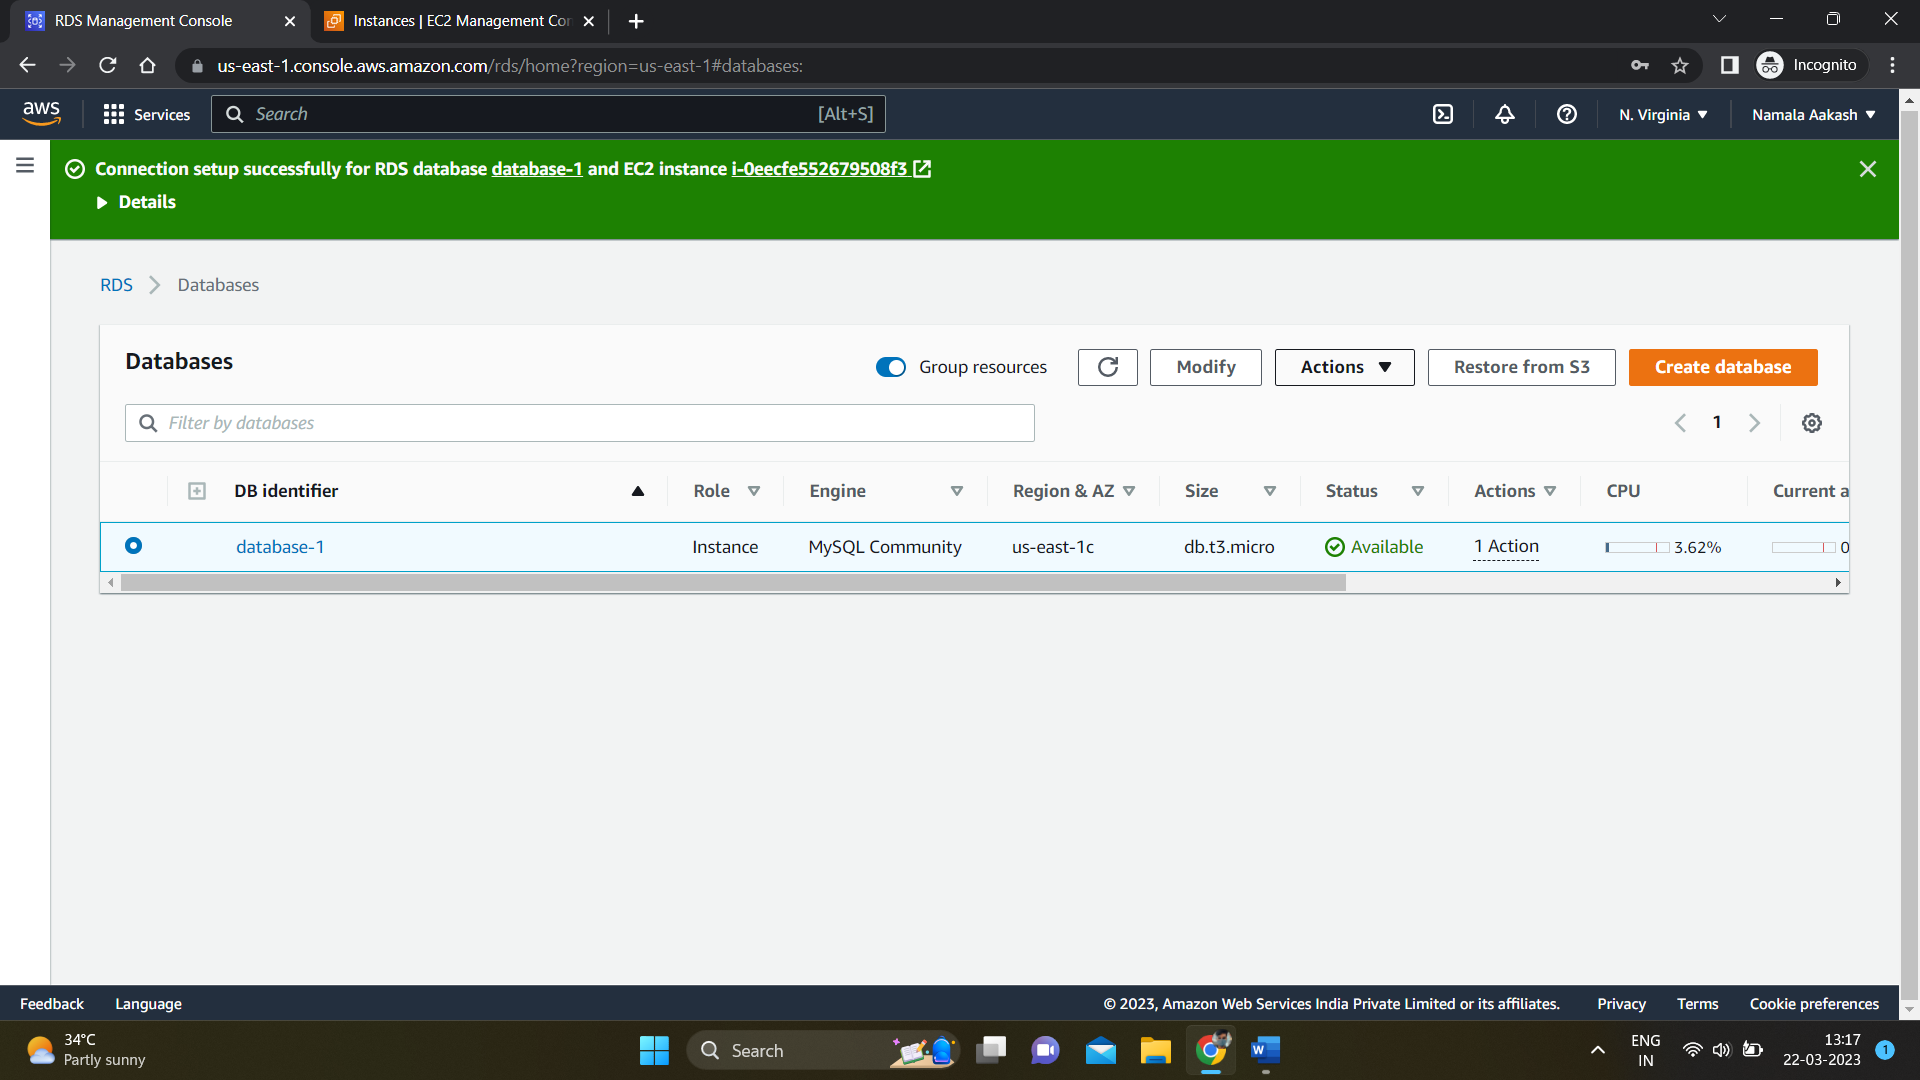 RDS Management Console
Instances | EC2 Management Con
us-east-1.console.aws.amazon.com/rds/home?region=us-east-1#databases:
Incognito
aws
Services
Search
[Alt+S]
N. Virginia
Namala Aakash
Connection setup successfully for RDS database database-1 and EC2 instance i-0eecfe552679508f3
Details
RDS
Databases
Databases
Group resources
Modify
Actions
Restore from S3
Create database
Filter by databases
1
DB identifier
Role
Engine
Region & AZ
Size
Status
Actions
CPU
Current a
database-1
Instance
MySQL Community
us-east-1c
db.t3.micro
Available
1 Action
3.62%
0
Feedback
Language
© 2023, Amazon Web Services India Private Limited or its affiliates.
Privacy
Terms
Cookie preferences
34°C
Partly sunny
Search
W
ENG
IN
13:17
22-03-2023
1